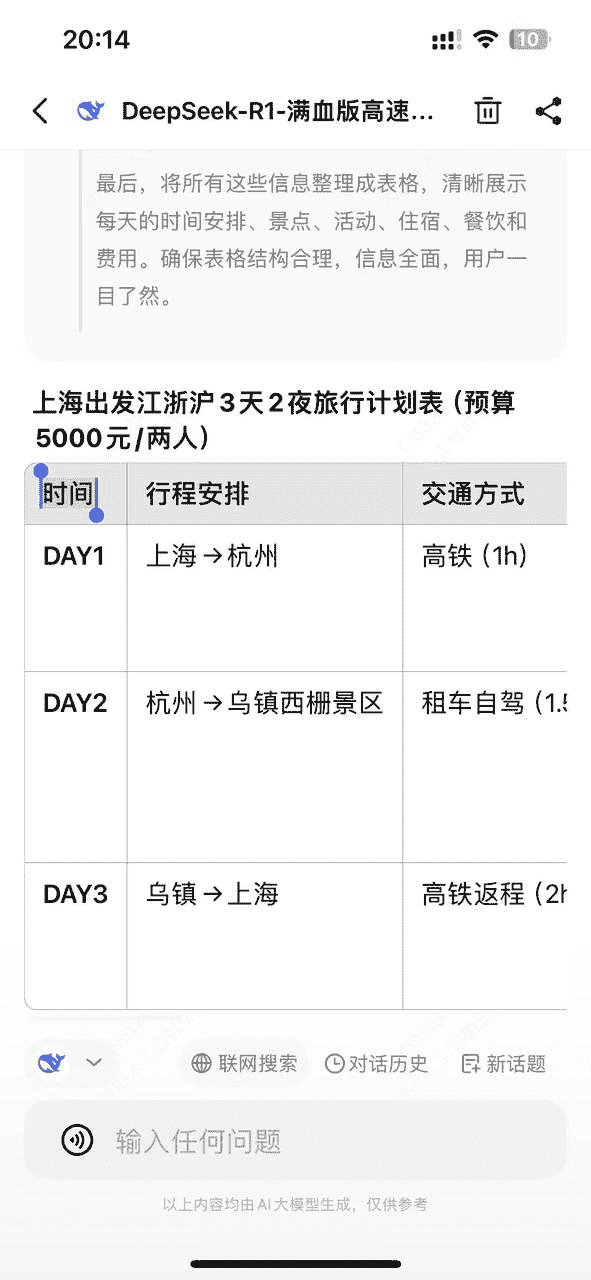 20:14
10
DeepSeek-R1-满血版高速...
最后，将所有这些信息整理成表格，清晰展示
每天的时间安排、景点、活动、住宿、餐饮和
费用。确保表格结构合理，信息全面，用户一
目了然。
上海出发江浙沪3天2夜旅行计划表（预算
5000元/两人）
时间 行程安排 交通方式
DAY1 上海→杭州 高铁（1h）
DAY2 杭州→乌镇西栅景区 租车自驾（1.5
DAY3 乌镇→上海 高铁返程（2h
联网搜索 对话历史 新话题
输入任何问题
以上内容均由AI大模型生成，仅供参考